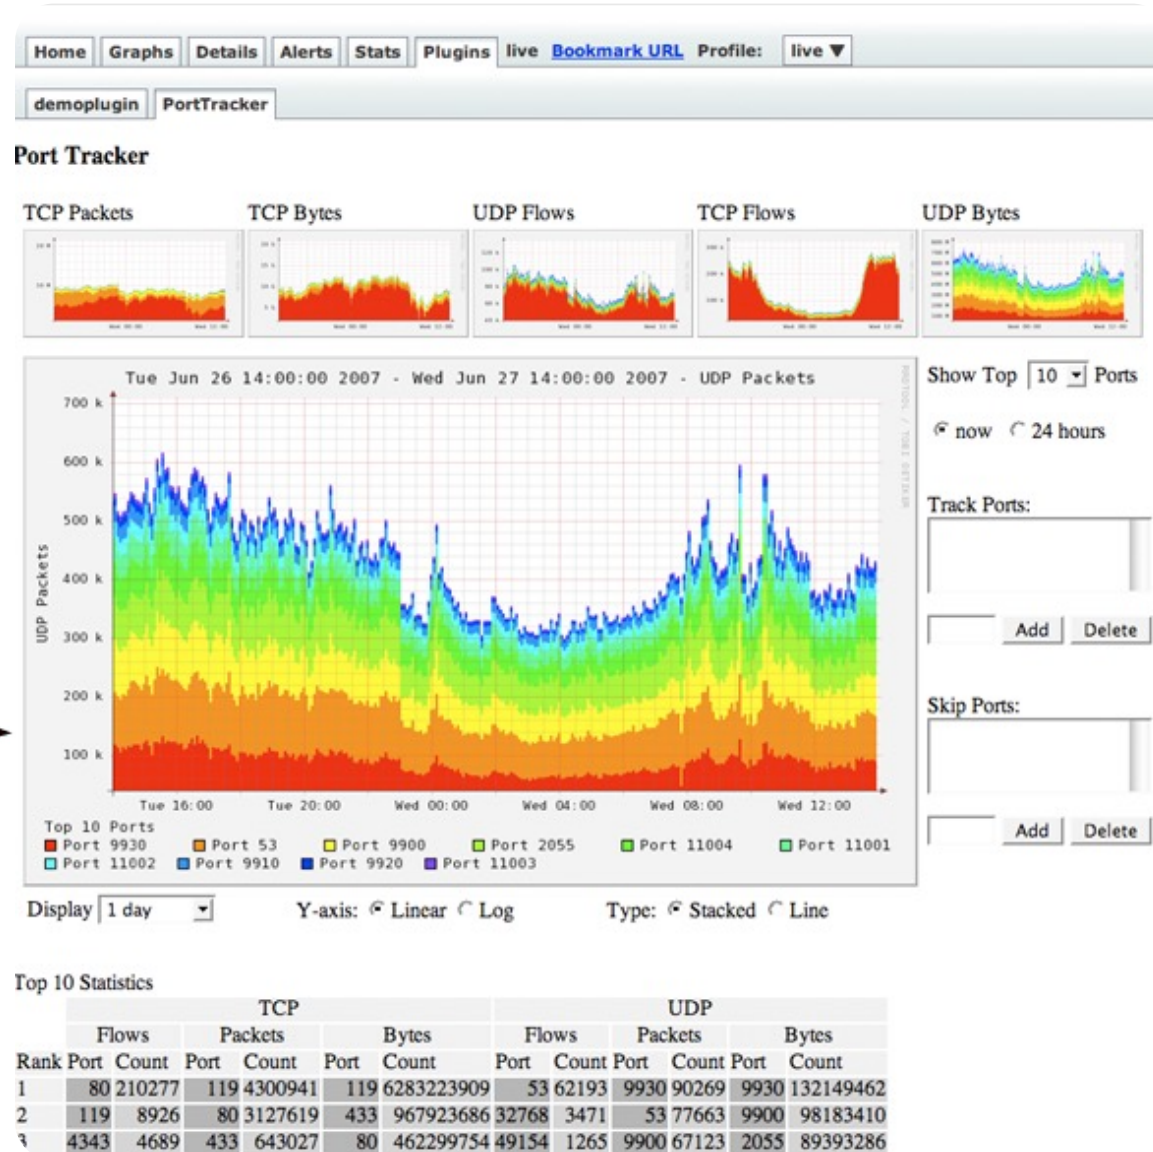 Home Graphs Details Alerts Stats Plugins live Bookmark URL Profile: live ▼
demoplugin PortTracker
Port Tracker
TCP Packets TCP Bytes UDP Flows TCP Flows UDP Bytes
Tue Jun 26 14:00:00 2007 - Wed Jun 27 14:00:00 2007 - UDP Packets
RRDTOOL / TOBI OETIKER
UDP Packets
700 k
600 k
500 k
400 k
300 k
200 k
100 k
Tue 16:00 Tue 20:00 Wed 00:00 Wed 04:00 Wed 08:00 Wed 12:00
Top 10 Ports
Port 9930 Port 53 Port 9900 Port 2055 Port 11004 Port 11001
Port 11002 Port 9910 Port 9920 Port 11003
Show Top 10 Ports
now 24 hours
Track Ports:
Add Delete
Skip Ports:
Add Delete
Display 1 day Y-axis: Linear Log Type: Stacked Line
Top 10 Statistics
TCP UDP
Flows Packets Bytes Flows Packets Bytes
Rank Port Count Port Count Port Count Port Count Port Count Port Count
1 80 210277 119 4300941 119 6283223909 53 62193 9930 90269 9930 132149462
2 119 8926 80 3127619 433 967923686 32768 3471 53 77663 9900 98183410
3 4343 4689 433 643027 80 462299754 49154 1265 9900 67123 2055 89393286